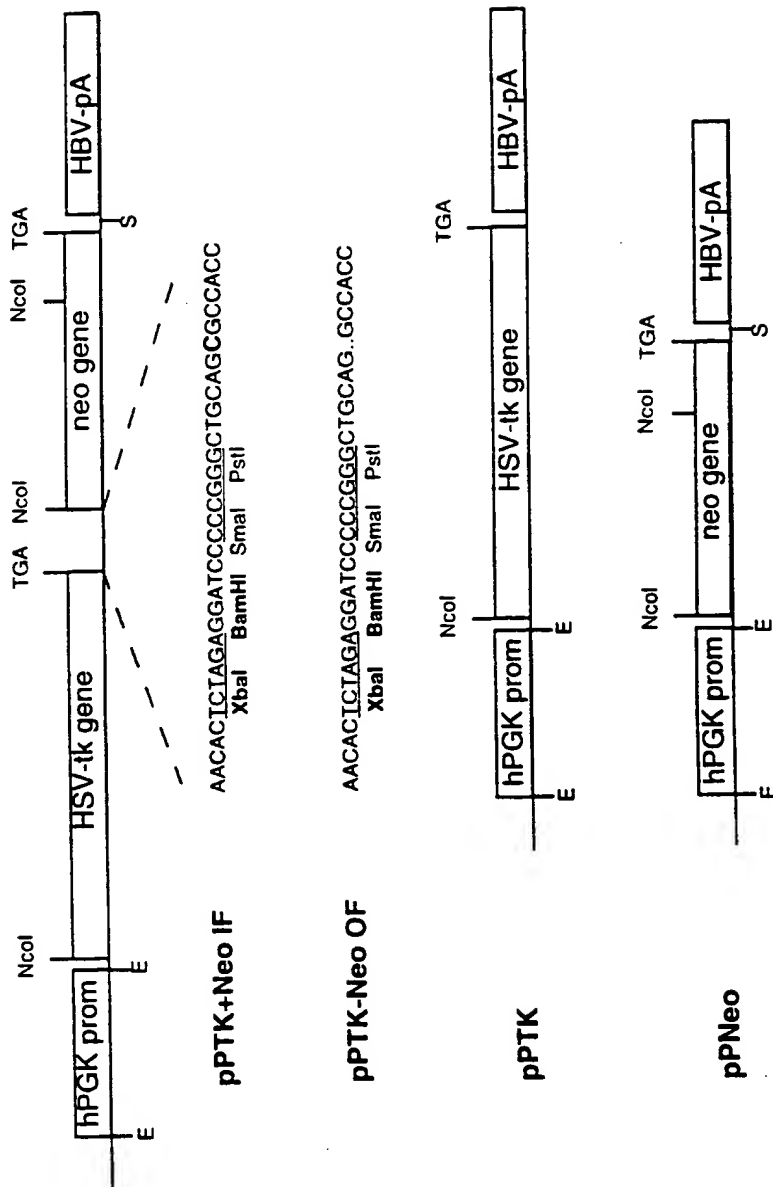 NcoI TGA NcoI NcoI TGA
hPGK prom HSV-tk gene neo gene HBV-pA
E E S
pPTK+Neo IF AACACTCTAGAGGATCCCCCGGGCTGCAGCGCCACC
XbaI BamHI SmaI PstI
pPTK-Neo OF AACACTCTAGAGGATCCCCCGGGCTGCAG..GCCACC
XbaI BamHI SmaI PstI
NcoI TGA
pPTK hPGK prom HSV-tk gene HBV-pA
E E
NcoI NcoI TGA
pPNeo hPGK prom neo gene HBV-pA
F E S